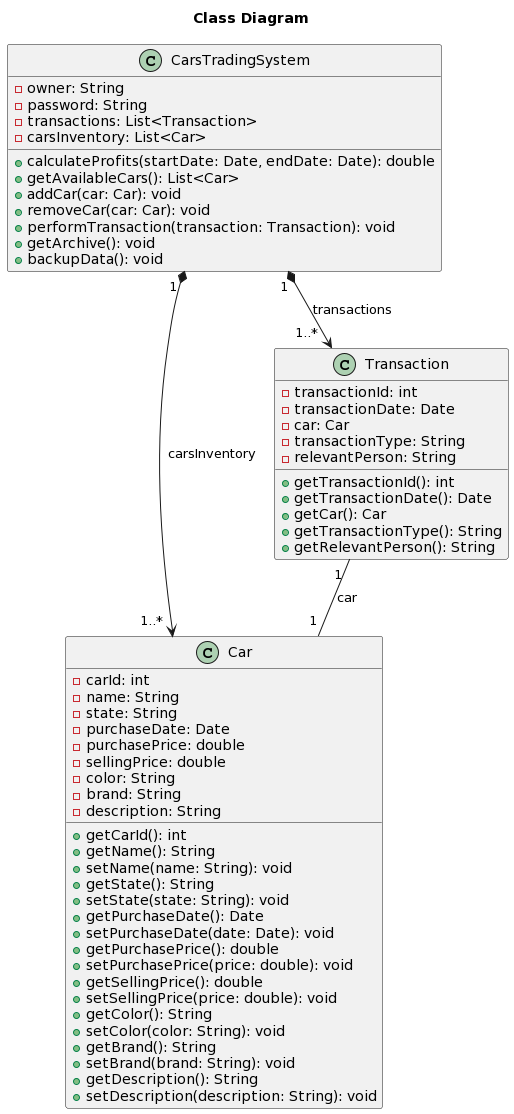 Class Diagram
C CarsTradingSystem
owner: String
password: String
transactions: List<Transaction>
carsInventory: List<Car>
calculateProfits(startDate: Date, endDate: Date): double
getAvailableCars(): List<Car>
addCar(car: Car): void
removeCar(car: Car): void
performTransaction(transaction: Transaction): void
getArchive(): void
backupData(): void
1
1
transactions
1..*
C Transaction
transactionId: int
transactionDate: Date
car: Car
transactionType: String
relevantPerson: String
getTransactionId(): int
getTransactionDate(): Date
getCar(): Car
getTransactionType(): String
getRelevantPerson(): String
carsInventory
1
car
1..*
1
C Car
carId: int
name: String
state: String
purchaseDate: Date
purchasePrice: double
sellingPrice: double
color: String
brand: String
description: String
getCarId(): int
getName(): String
setName(name: String): void
getState(): String
setState(state: String): void
getPurchaseDate(): Date
setPurchaseDate(date: Date): void
getPurchasePrice(): double
setPurchasePrice(price: double): void
getSellingPrice(): double
setSellingPrice(price: double): void
getColor(): String
setColor(color: String): void
getBrand(): String
setBrand(brand: String): void
getDescription(): String
setDescription(description: String): void